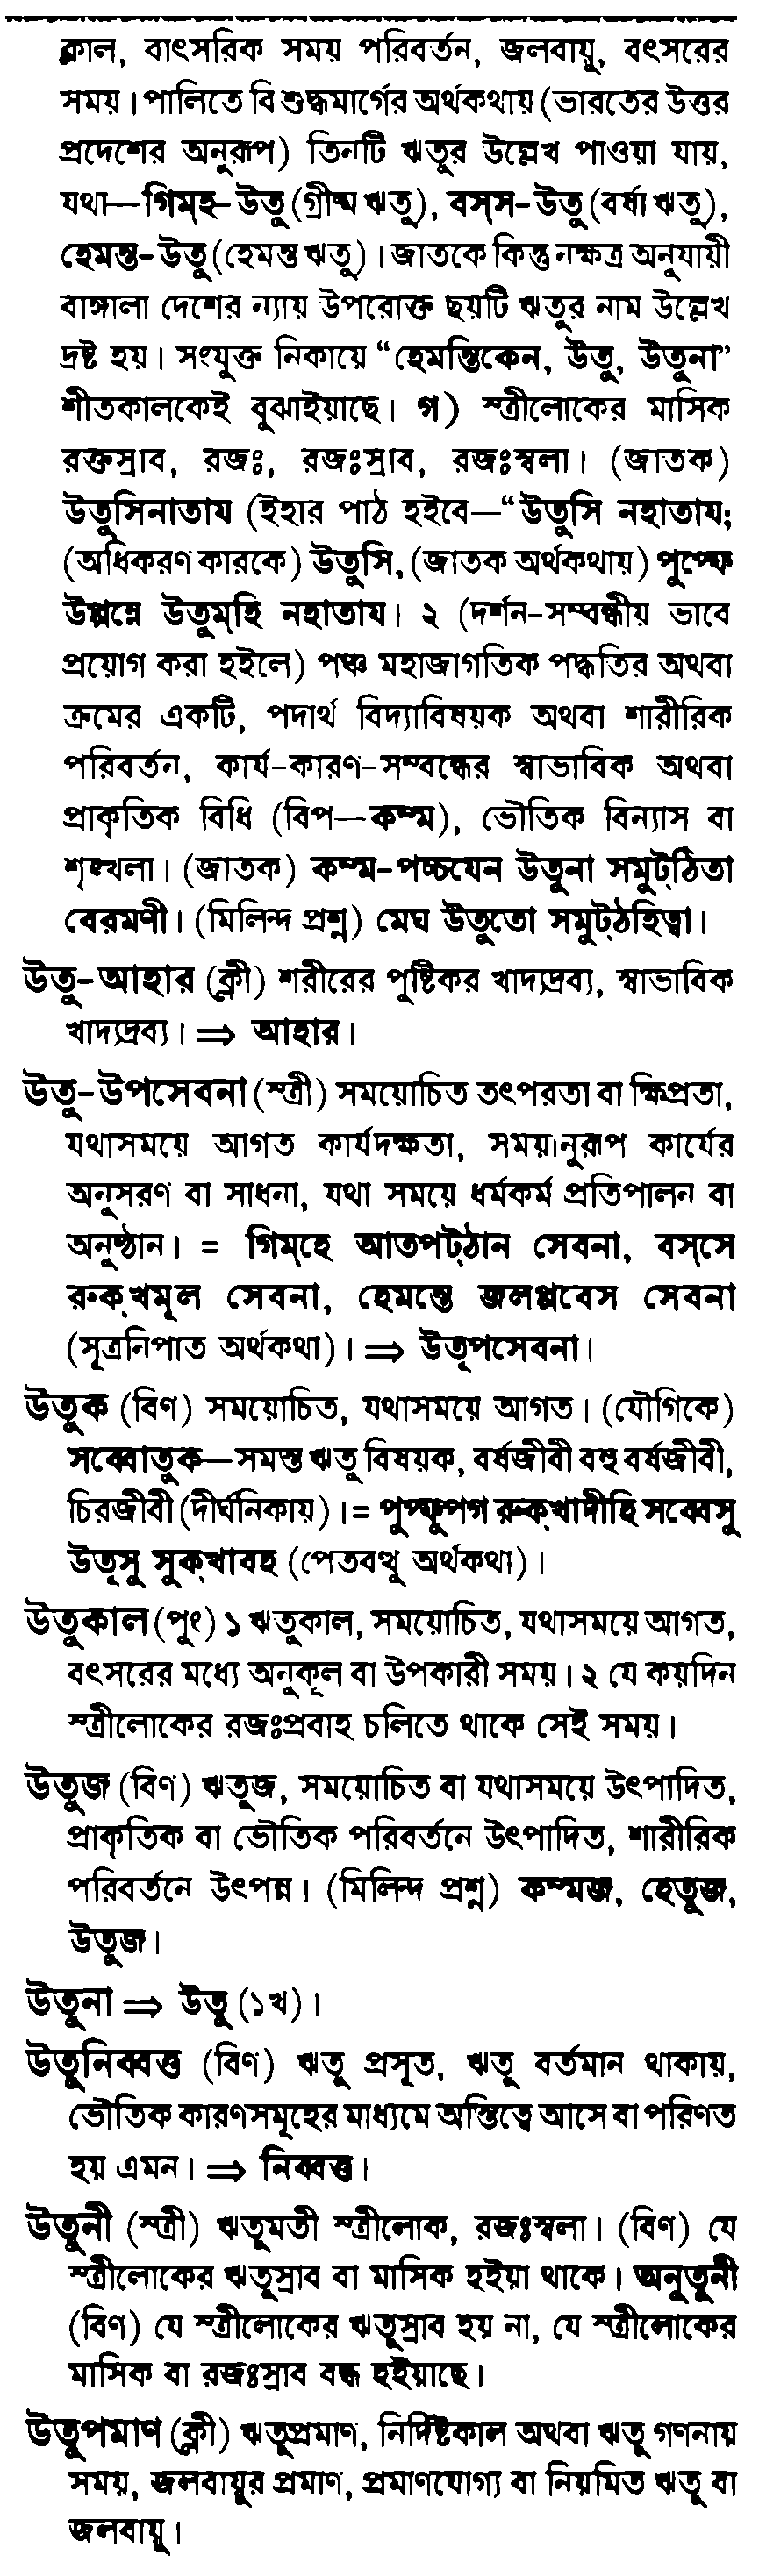 কাল, বাৎসরিক সময় পরিবর্তন, জলবায়ু, বৎসরের
সময়। পালিতে বিশুদ্ধমার্গের অর্থকথায় (ভারতের উত্তর
প্রদেশের অনুরূপ) তিনটি ঋতুর উল্লেখ পাওয়া যায়,
যথা—গিম্‌হ-উতু (গ্রীষ্ম ঋতু), বস্‌স-উতু (বর্ষা ঋতু),
হেমন্ত-উতু (হেমন্ত ঋতু)। জাতকে কিন্তু নক্ষত্র অনুযায়ী
বাঙ্গালা দেশের ন্যায় উপরোক্ত ছয়টি ঋতুর নাম উল্লেখ
দ্রষ্ট হয়। সংযুক্ত নিকায়ে “হেমন্তিকেন, উতু, উতুনা”
শীতকালকেই বুঝাইয়াছে। গ) স্ত্রীলোকের মাসিক
রক্তস্রাব, রজঃ, রজঃস্রাব, রজঃস্বলা। (জাতক)
উতুসিনাতায (ইহার পাঠ হইবে—“উতুসি নহাতায;
(অধিকরণ কারকে) উতুসি, (জাতক অর্থকথায়) পুপ্ফে
উপ্পন্নে উতুম্‌হি নহাতায। ২ (দর্শন-সম্বন্ধীয় ভাবে
প্রয়োগ করা হইলে) পঞ্চ মহাজাগতিক পদ্ধতির অথবা
ক্রমের একটি, পদার্থ বিদ্যাবিষয়ক অথবা শারীরিক
পরিবর্তন, কার্য-কারণ-সম্বন্ধের স্বাভাবিক অথবা
প্রাকৃতিক বিধি (বিপ—কম্ম), ভৌতিক বিন্যাস বা
শৃঙ্খলা। (জাতক) কম্ম-পচ্চযেন উতুনা সমুট্‌ঠিতা
বেরমণী। (মিলিন্দ প্রশ্ন) মেঘ উতুতো সমুট্‌ঠহিত্বা।
উতু-আহার (ক্লী) শরীরের পুষ্টিকর খাদ্যদ্রব্য, স্বাভাবিক
খাদ্যদ্রব্য। ⇒ আহার।
উতু-উপসেবনা (স্ত্রী) সময়োচিত তৎপরতা বা ক্ষিপ্রতা,
যথাসময়ে আগত কার্যদক্ষতা, সময়ানুরূপ কার্যের
অনুসরণ বা সাধনা, যথা সময়ে ধর্মকর্ম প্রতিপালন বা
অনুষ্ঠান। = গিম্‌হে আতপট্‌ঠান সেবনা, বস্‌সে
রুক্‌খমূল সেবনা, হেমন্তে জলপ্পবেস সেবনা
(সূত্রনিপাত অর্থকথা)। ⇒ উতূপসেবনা।
উতুক (বিণ) সময়োচিত, যথাসময়ে আগত। (যৌগিকে)
সব্বোতুক—সমস্ত ঋতু বিষয়ক, বর্ষজীবী বহু বর্ষজীবী,
চিরজীবী (দীর্ঘনিকায়)।= পুপ্ফুপগ রুক্‌খাদীহি সব্বেসু
উতূসু সুক্‌খাবহ (পেতবত্থু অর্থকথা)।
উতুকাল (পুং) ১ ঋতুকাল, সময়োচিত, যথাসময়ে আগত,
বৎসরের মধ্যে অনুকূল বা উপকারী সময়। ২ যে কয়দিন
স্ত্রীলোকের রজঃপ্রবাহ চলিতে থাকে সেই সময়।
উতুজ (বিণ) ঋতুজ, সময়োচিত বা যথাসময়ে উৎপাদিত,
প্রাকৃতিক বা ভৌতিক পরিবর্তনে উৎপাদিত, শারীরিক
পরিবর্তনে উৎপন্ন। (মিলিন্দ প্রশ্ন) কম্মজ, হেতুজ,
উতুজ।
উতুনা ⇒ উতু (১খ)।
উতুনিব্বত্ত (বিণ) ঋতু প্রসূত, ঋতু বর্তমান থাকায়,
ভৌতিক কারণসমূহের মাধ্যমে অস্তিত্বে আসে বা পরিণত
হয় এমন। ⇒ নিব্বত্ত।
উতুনী (স্ত্রী) ঋতুমতী স্ত্রীলোক, রজঃস্বলা। (বিণ) যে
স্ত্রীলোকের ঋতুস্রাব বা মাসিক হইয়া থাকে। অনুতুনী
(বিণ) যে স্ত্রীলোকের ঋতুস্রাব হয় না, যে স্ত্রীলোকের
মাসিক বা রজঃস্রাব বন্ধ হইয়াছে।
উতুপমাণ (ক্লী) ঋতুপ্রমাণ, নির্দিষ্টকাল অথবা ঋতু গণনায়
সময়, জলবায়ুর প্রমাণ, প্রমাণযোগ্য বা নিয়মিত ঋতু বা
জলবায়ু।